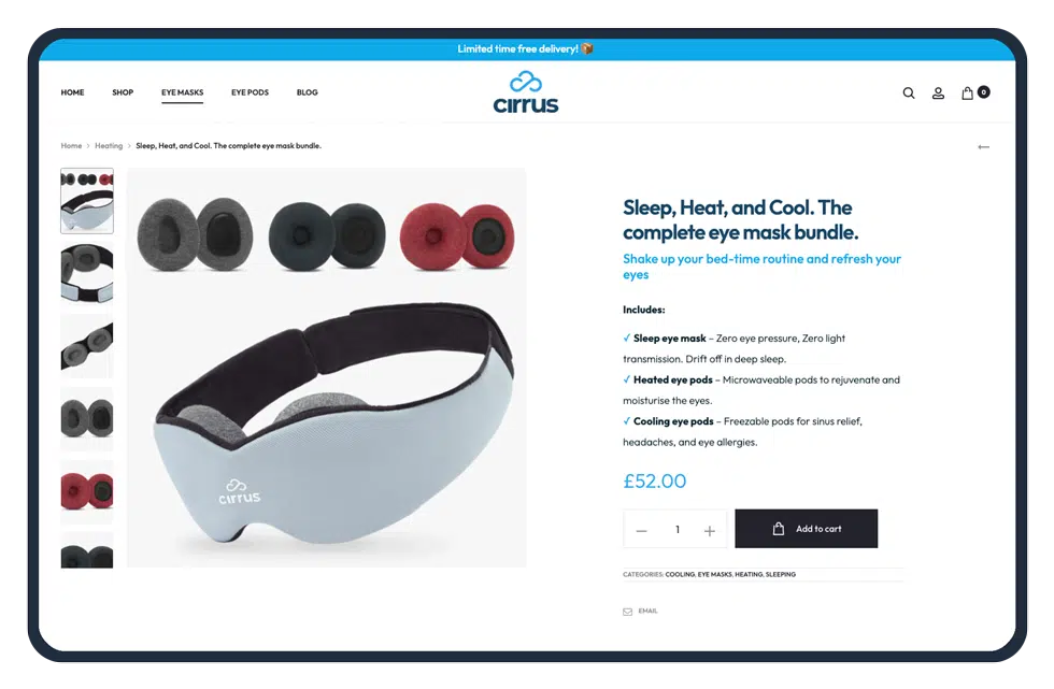 Limited time free delivery! 📦
HOME SHOP EYE MASKS EYE PODS BLOG
cirrus
0
Home > Heating > Sleep, Heat, and Cool. The complete eye mask bundle.
Sleep, Heat, and Cool. The
complete eye mask bundle.
Shake up your bed-time routine and refresh your
eyes
Includes:
✓ Sleep eye mask – Zero eye pressure, Zero light
transmission. Drift off in deep sleep.
✓ Heated eye pods – Microwaveable pods to rejuvenate and
moisturise the eyes.
✓ Cooling eye pods – Freezable pods for sinus relief,
headaches, and eye allergies.
cirrus
£52.00
— 1 + Add to cart
CATEGORIES: COOLING, EYE MASKS, HEATING, SLEEPING
EMAIL